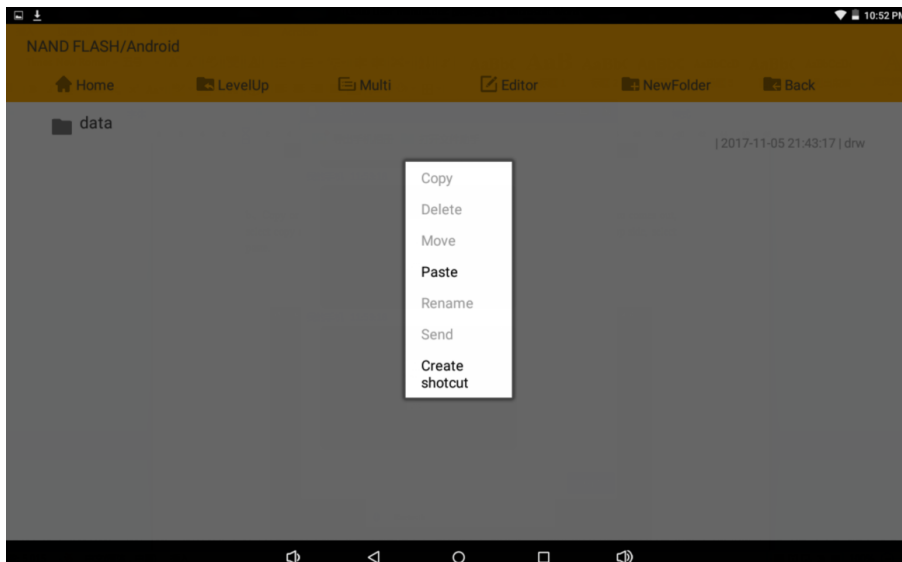 10:52 PM
NAND FLASH/Android
Home LevelUp Multi Editor NewFolder Back
data
| 2017-11-05 21:43:17 | drw
Copy
Delete
Move
Paste
Rename
Send
Create
shotcut